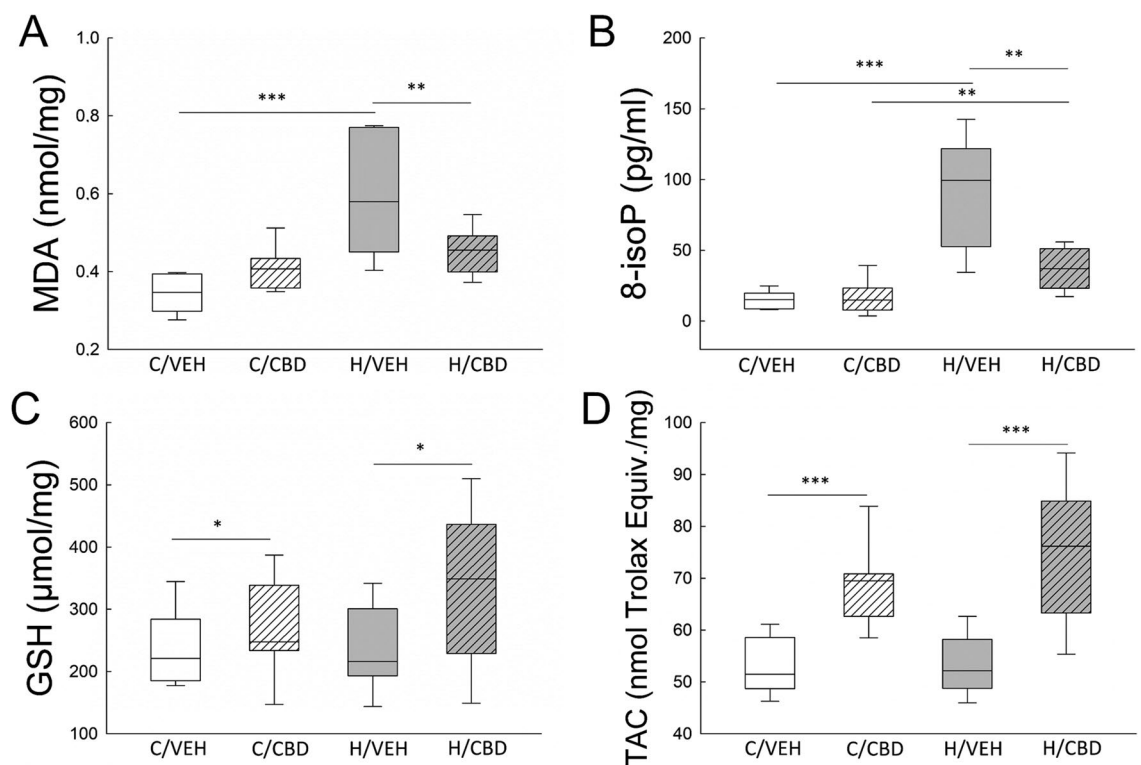 A
MDA (nmol/mg)
1.0
0.8
0.6
0.4
0.2
***
**
C/VEH C/CBD H/VEH H/CBD
B
8-isoP (pg/ml)
200
150
100
50
0
***
**
**
C/VEH C/CBD H/VEH H/CBD
C
GSH (μmol/mg)
600
500
400
300
200
100
*
*
C/VEH C/CBD H/VEH H/CBD
D
TAC (nmol Trolax Equiv./mg)
100
90
80
70
60
50
40
***
***
C/VEH C/CBD H/VEH H/CBD